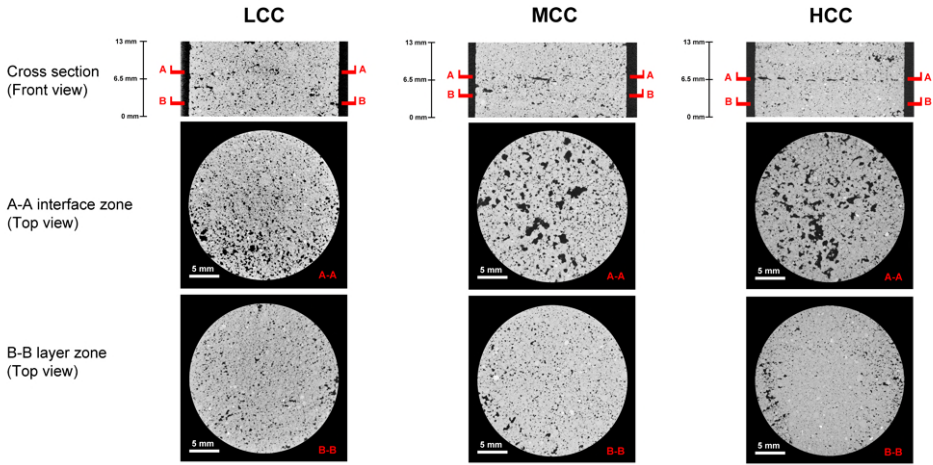 LCC
MCC
HCC
Cross section
(Front view)
13 mm
6.5 mm
0 mm
A
A
B
B
13 mm
6.5 mm
0 mm
A
A
B
B
13 mm
6.5 mm
0 mm
A
A
B
B
A-A interface zone
(Top view)
5 mm
A-A
5 mm
A-A
5 mm
A-A
B-B layer zone
(Top view)
5 mm
B-B
5 mm
B-B
5 mm
B-B